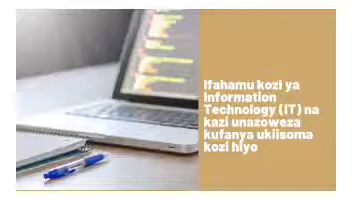 Ifahamu kozi ya
Information
Technology (IT) na
kazi unazoweza
kufanya ukiisoma
kozi hiyo